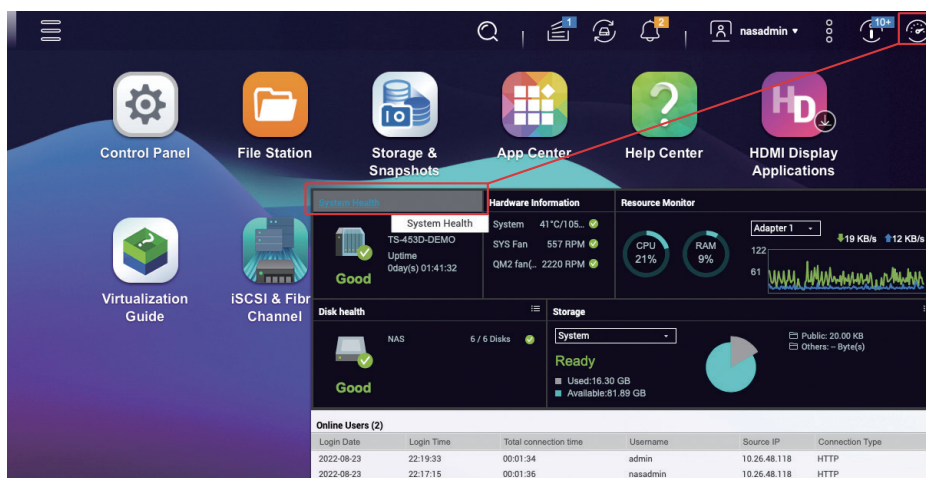 1
2
nasadmin
10+
Control Panel
File Station
Storage &
Snapshots
App Center
Help Center
HD
HDMI Display
Applications
Virtualization
Guide
iSCSI & Fibr
Channel
System Health
System Health
TS-453D-DEMO
Uptime
0day(s) 01:41:32
Good
Hardware Information
System 41°C/105...
SYS Fan 557 RPM
QM2 fan(... 2220 RPM
Resource Monitor
CPU
21%
RAM
9%
Adapter 1
19 KB/s 12 KB/s
122
61
Disk health
NAS 6 / 6 Disks
Good
Storage
System
Ready
Used:16.30 GB
Available:81.89 GB
Public: 20.00 KB
Others: -- Byte(s)
Online Users (2)
Login Date Login Time Total connection time Username Source IP Connection Type
2022-08-23 22:19:33 00:01:34 admin 10.26.48.118 HTTP
2022-08-23 22:17:15 00:01:36 nasadmin 10.26.48.118 HTTP